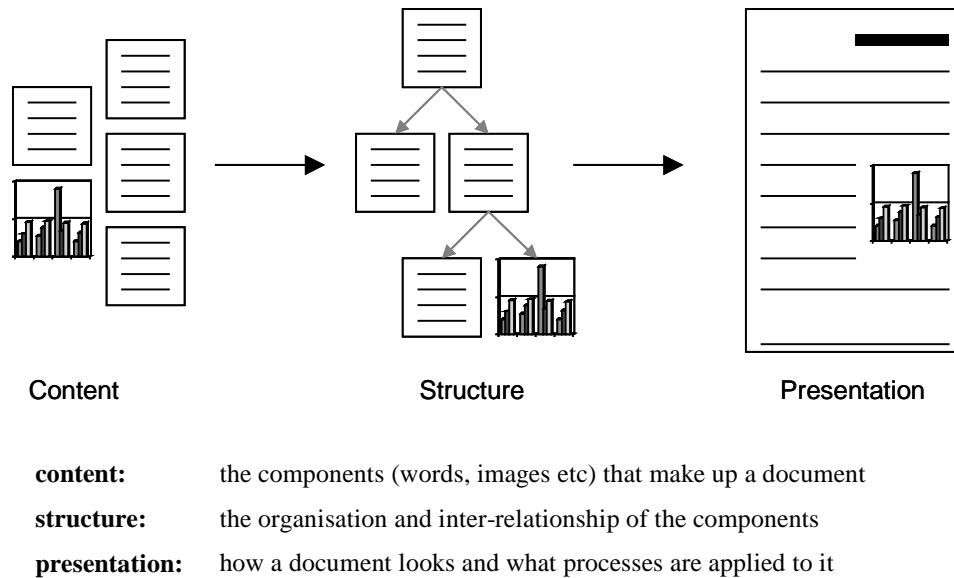 Content Structure Presentation
content: the components (words, images etc) that make up a document
structure: the organisation and inter-relationship of the components
presentation: how a document looks and what processes are applied to it